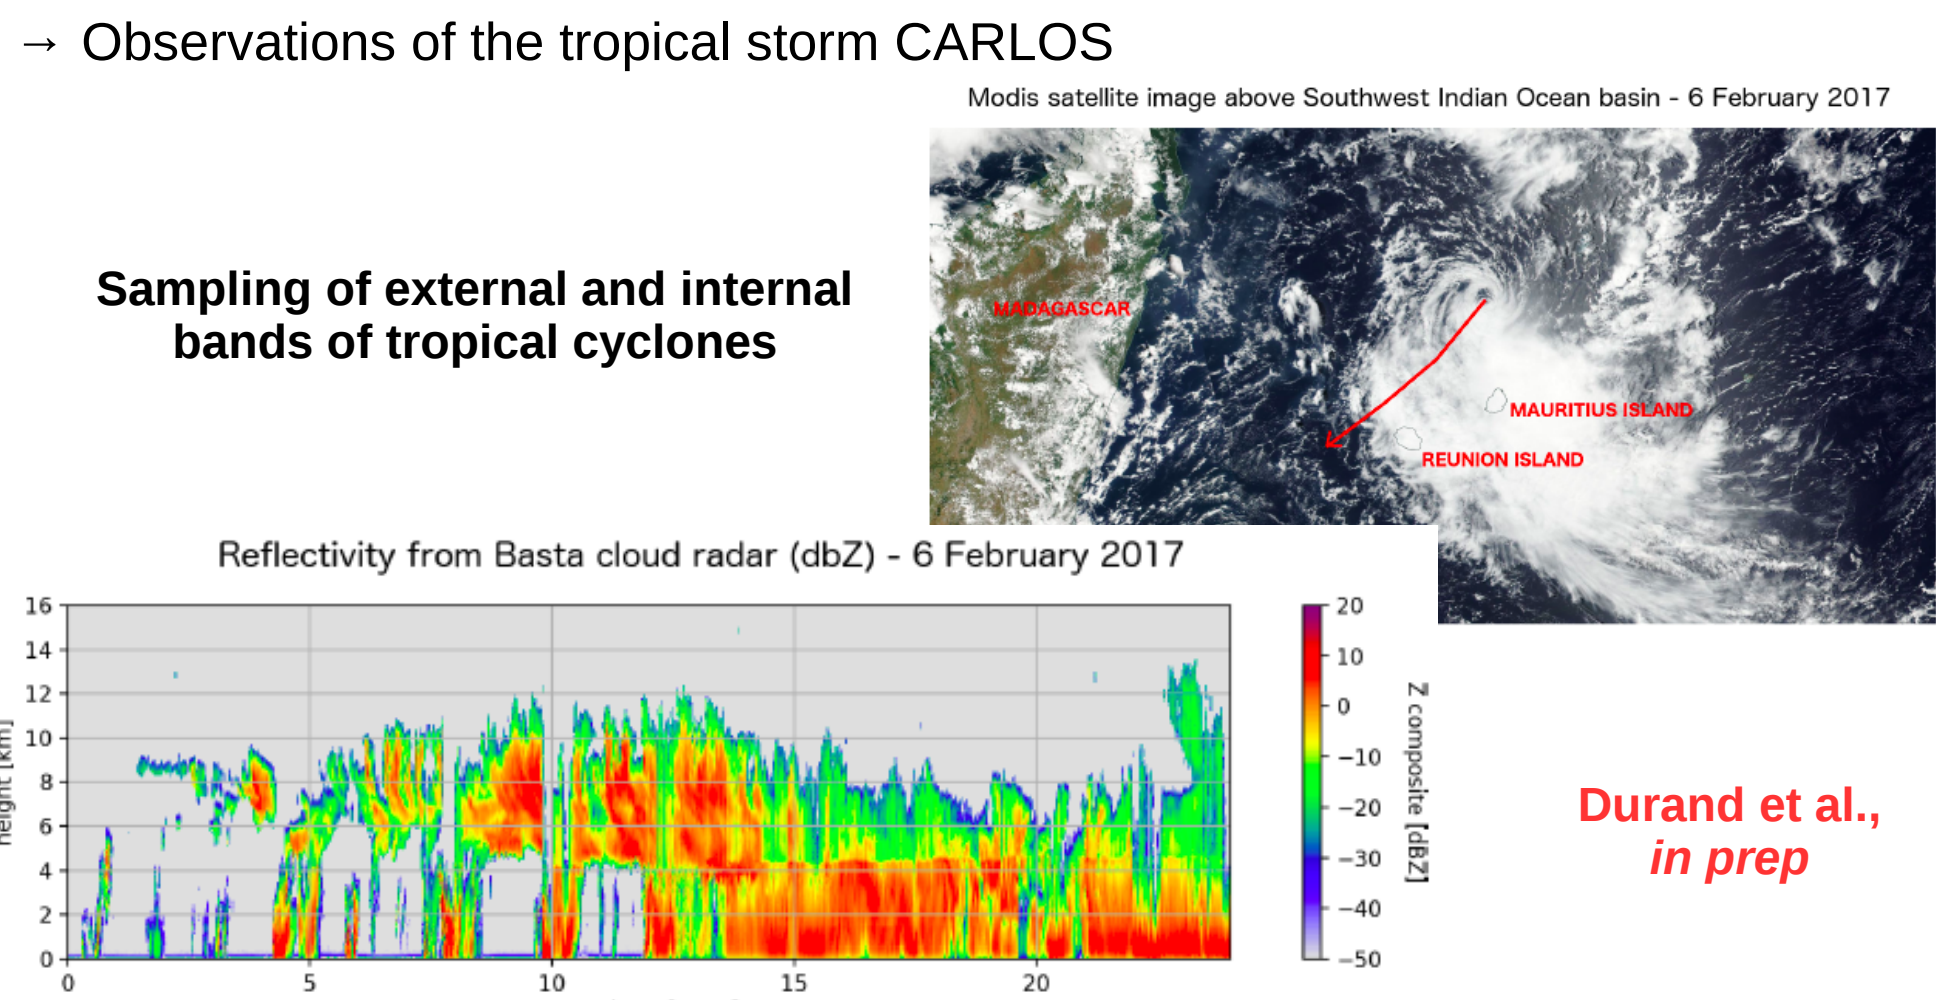 → Observations of the tropical storm CARLOS
Modis satellite image above Southwest Indian Ocean basin - 6 February 2017
Sampling of external and internal
bands of tropical cyclones
MADAGASCAR
MAURITIUS ISLAND
REUNION ISLAND
Reflectivity from Basta cloud radar (dbZ) - 6 February 2017
height [km]
16
14
12
10
8
6
4
2
0
0 5 10 15 20
20
10
0
−10
−20
−30
−40
−50
Z composite [dBZ]
Durand et al.,
in prep